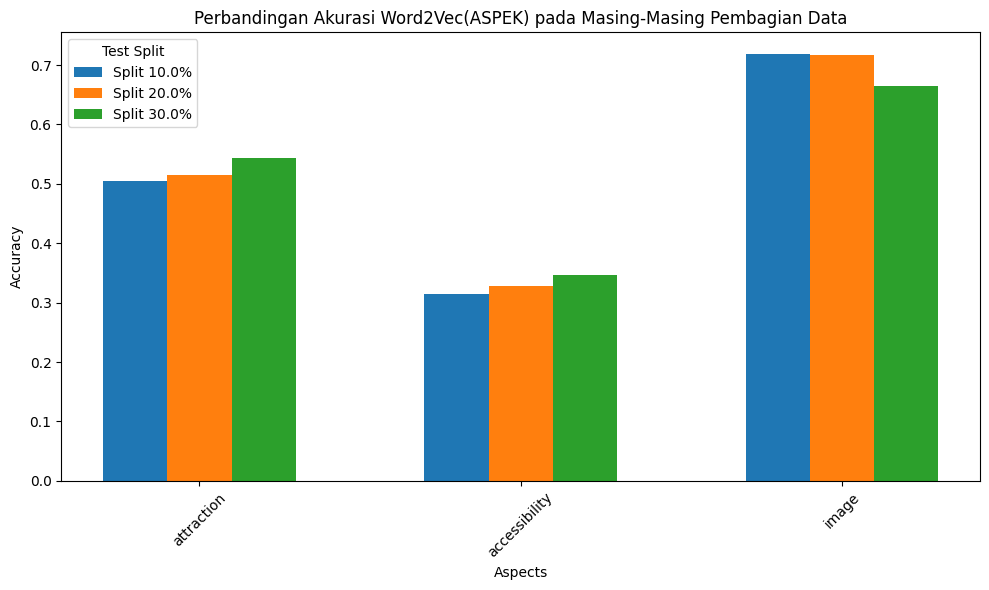 Perbandingan Akurasi Word2Vec(ASPEK) pada Masing-Masing Pembagian Data
Test Split
Split 10.0%
Split 20.0%
Split 30.0%
Accuracy
0.7
0.6
0.5
0.4
0.3
0.2
0.1
0.0
attraction
accessibility
image
Aspects